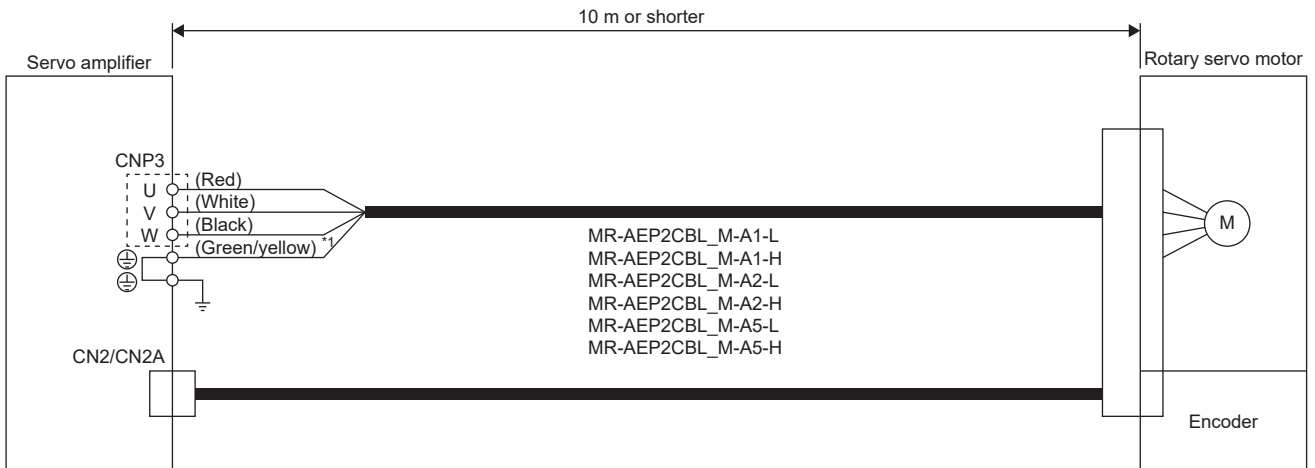 10 m or shorter
Servo amplifier
Rotary servo motor
CNP3
U (Red)
V (White)
W (Black)
(Green/yellow) *1
M
MR-AEP2CBL_M-A1-L
MR-AEP2CBL_M-A1-H
MR-AEP2CBL_M-A2-L
MR-AEP2CBL_M-A2-H
MR-AEP2CBL_M-A5-L
MR-AEP2CBL_M-A5-H
CN2/CN2A
Encoder